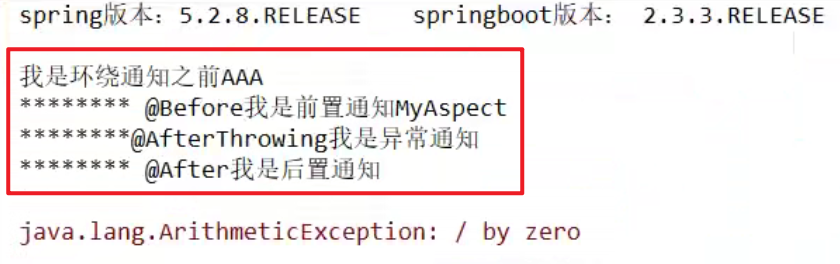 spring版本：5.2.8.RELEASE    springboot版本： 2.3.3.RELEASE
我是环绕通知之前AAA
******** @Before我是前置通知MyAspect
********@AfterThrowing我是异常通知
******** @After我是后置通知
java.lang.ArithmeticException: / by zero